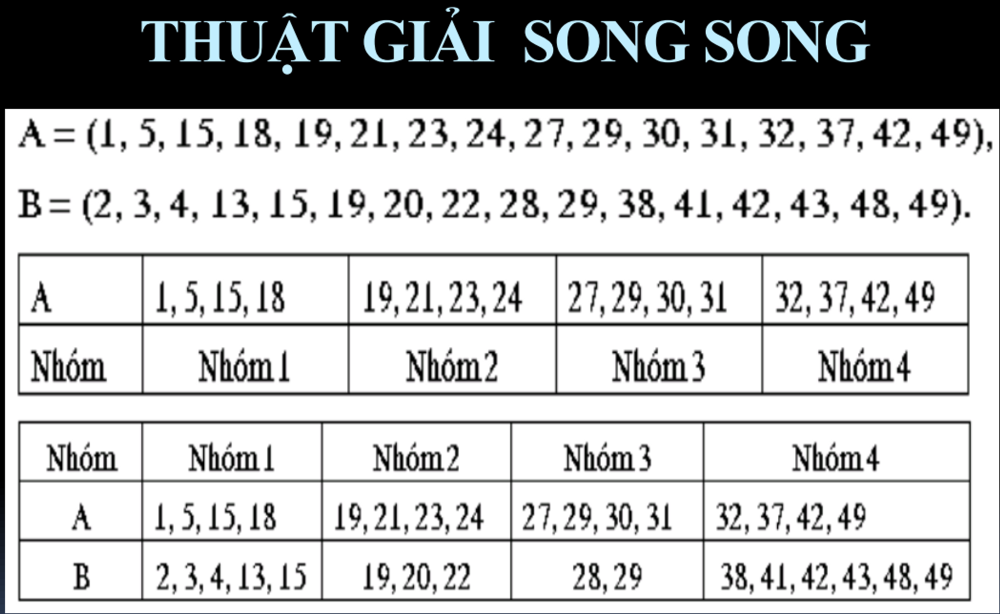 THUẬT GIẢI SONG SONG
A = (1, 5, 15, 18, 19, 21, 23, 24, 27, 29, 30, 31, 32, 37, 42, 49),
B = (2, 3, 4, 13, 15, 19, 20, 22, 28, 29, 38, 41, 42, 43, 48, 49).
A 1, 5, 15, 18 19, 21, 23, 24 27, 29, 30, 31 32, 37, 42, 49
Nhóm Nhóm 1 Nhóm 2 Nhóm 3 Nhóm 4
Nhóm Nhóm 1 Nhóm 2 Nhóm 3 Nhóm 4
A 1, 5, 15, 18 19, 21, 23, 24 27, 29, 30, 31 32, 37, 42, 49
B 2, 3, 4, 13, 15 19, 20, 22 28, 29 38, 41, 42, 43, 48, 49